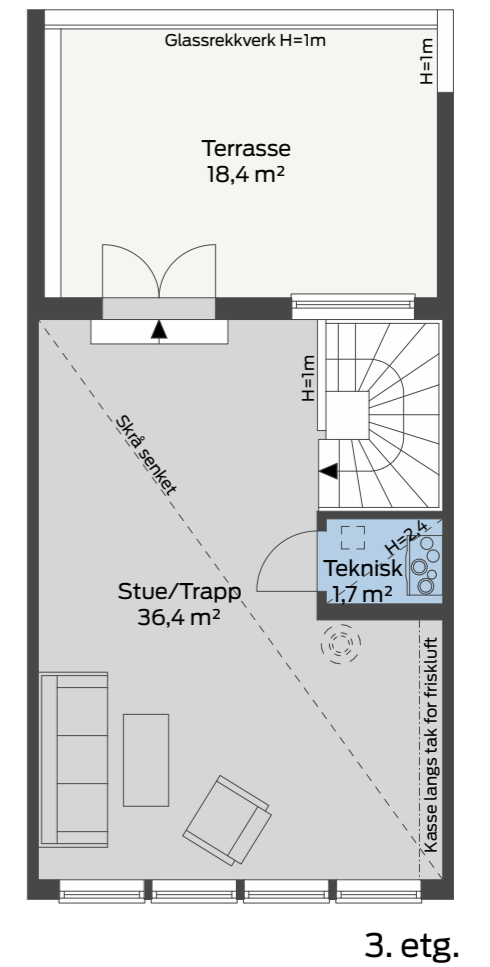 Glassrekkverk H=1m
H=1m
Terrasse
18,4 m²
H=1m
Skrå senket
H=2,4
Teknisk
1,7 m²
Stue/Trapp
36,4 m²
Kasse langs tak for friskluft
3. etg.